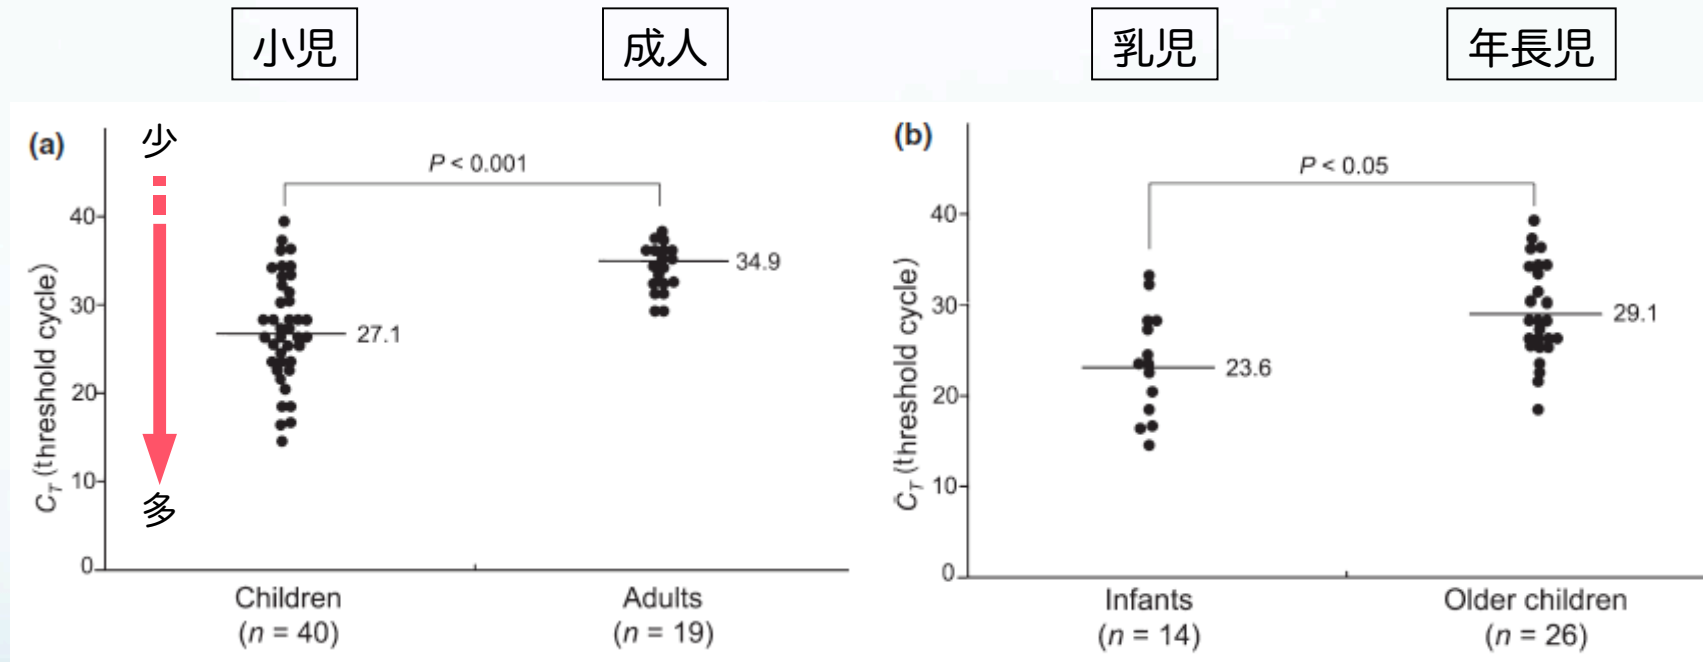 小児
成人
乳児
年長児
(a)
少
多
P < 0.001
40
30
20
10
0
C_T (threshold cycle)
27.1
34.9
Children
(n = 40)
Adults
(n = 19)
(b)
P < 0.05
40
30
20
10
0
C_T (threshold cycle)
23.6
29.1
Infants
(n = 14)
Older children
(n = 26)